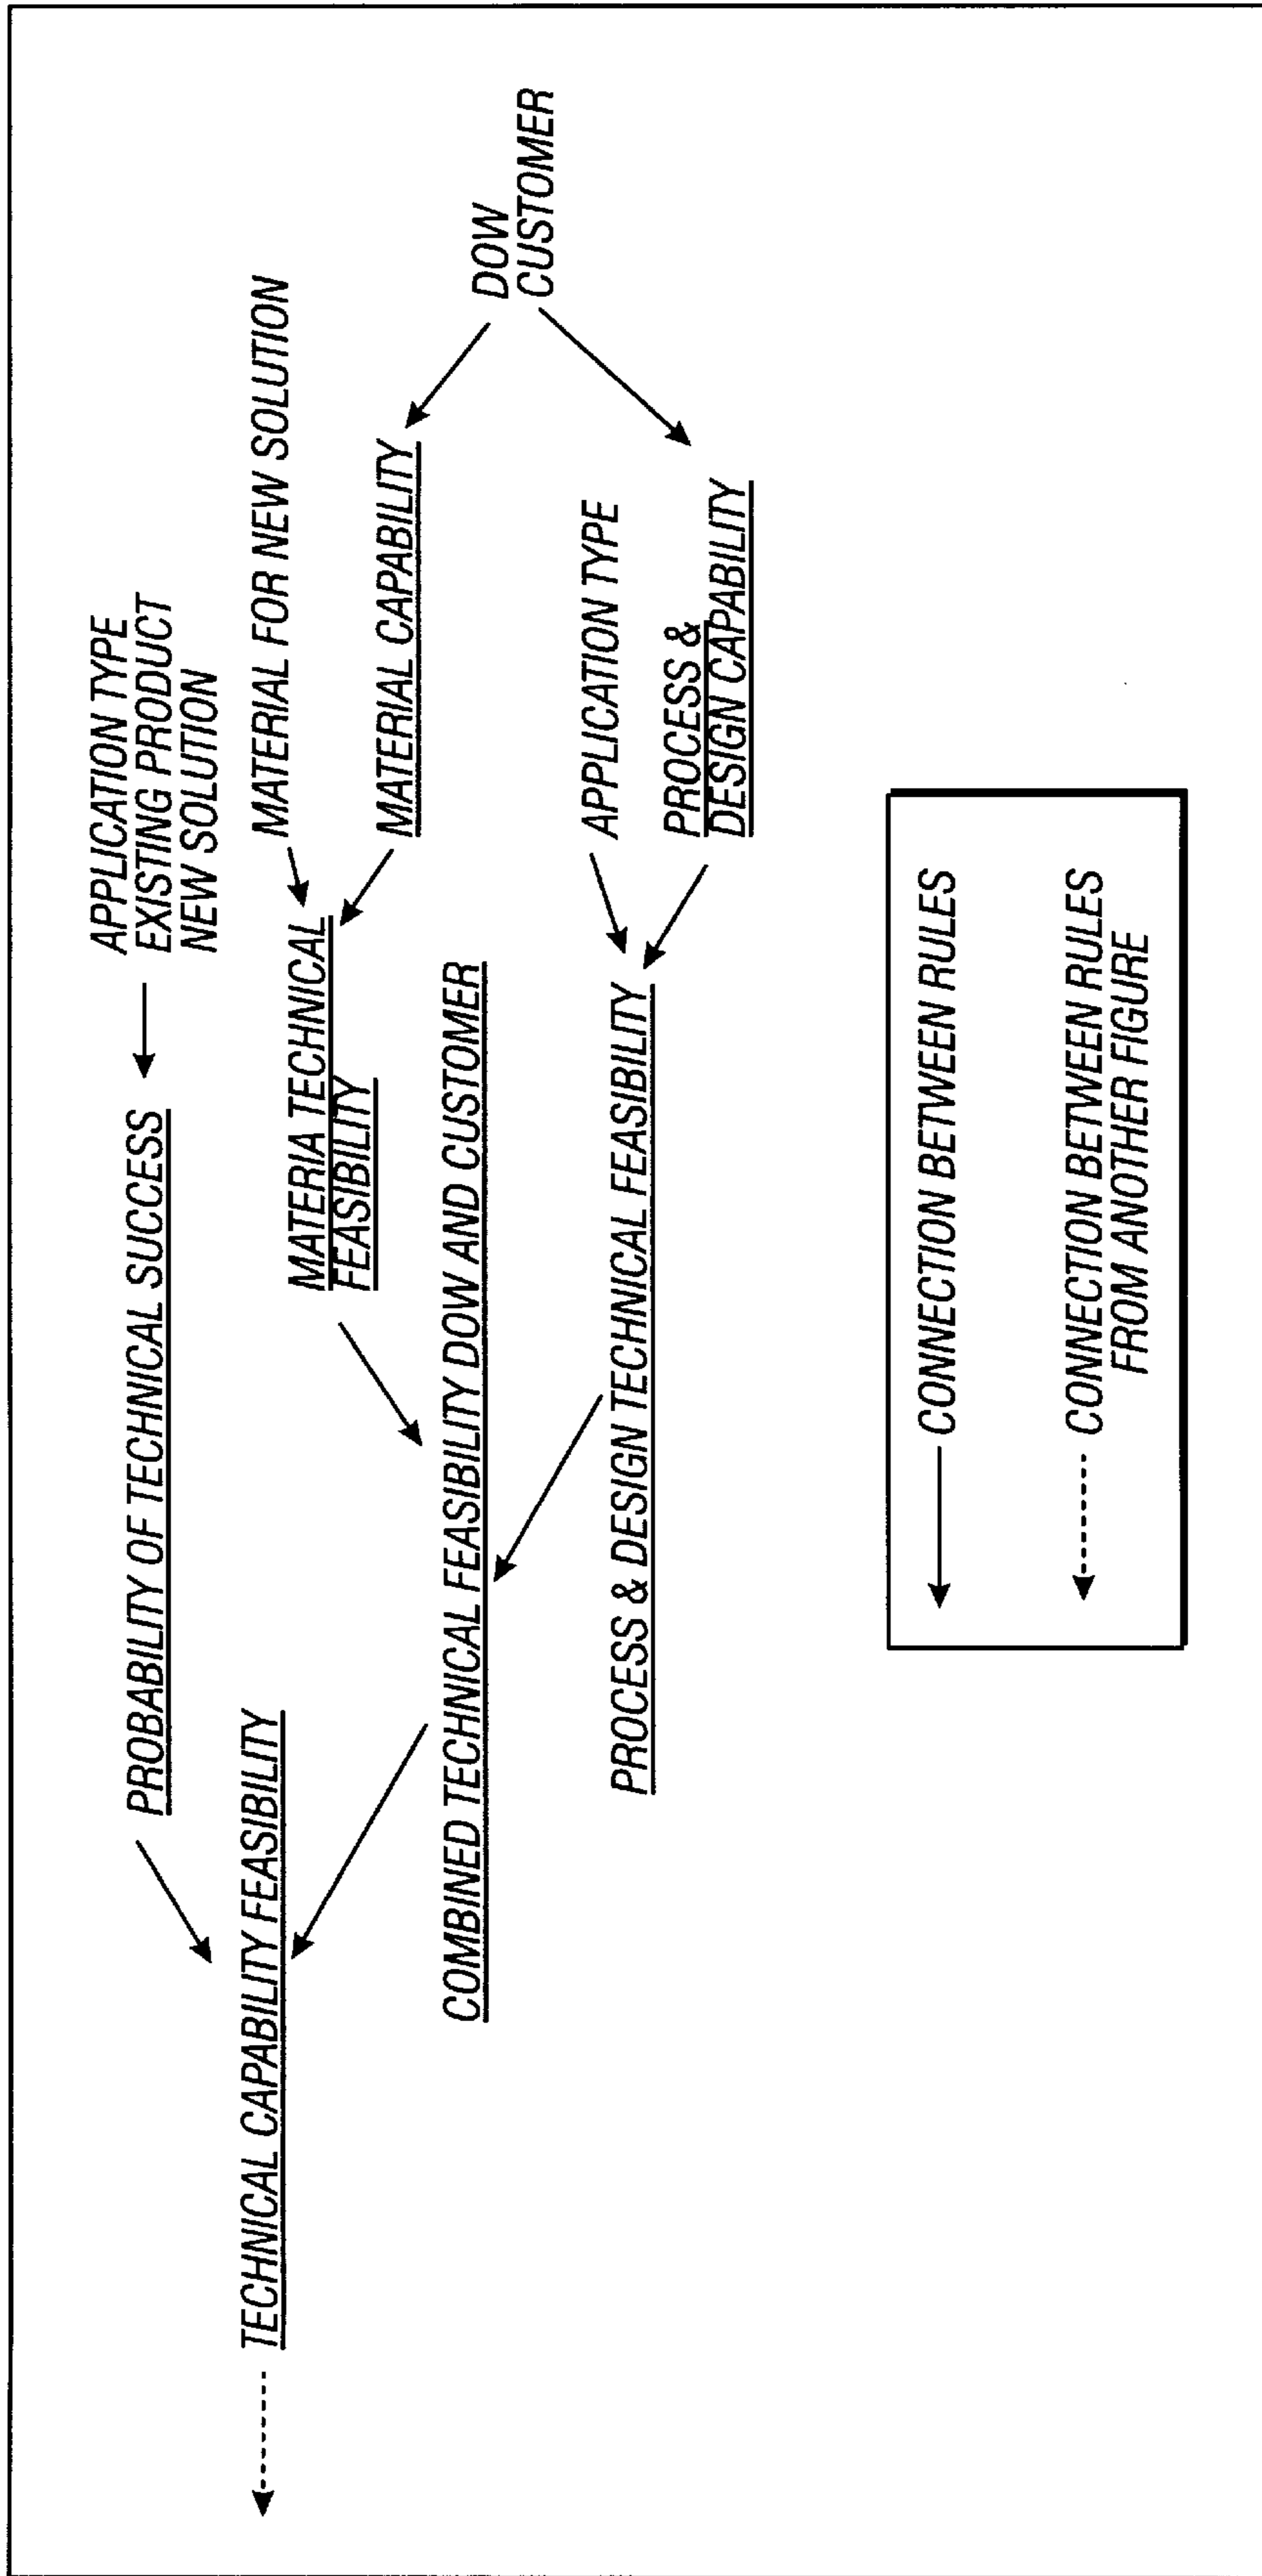 APPLICATION TYPE
EXISTING PRODUCT
NEW SOLUTION
PROBABILITY OF TECHNICAL SUCCESS
TECHNICAL CAPABILITY FEASIBILITY
MATERIAL FOR NEW SOLUTION
MATERIA TECHNICAL
FEASIBILITY
MATERIAL CAPABILITY
COMBINED TECHNICAL FEASIBILITY DOW AND CUSTOMER
DOW
CUSTOMER
APPLICATION TYPE
PROCESS & DESIGN TECHNICAL FEASIBILITY
PROCESS &
DESIGN CAPABILITY
CONNECTION BETWEEN RULES
CONNECTION BETWEEN RULES
FROM ANOTHER FIGURE